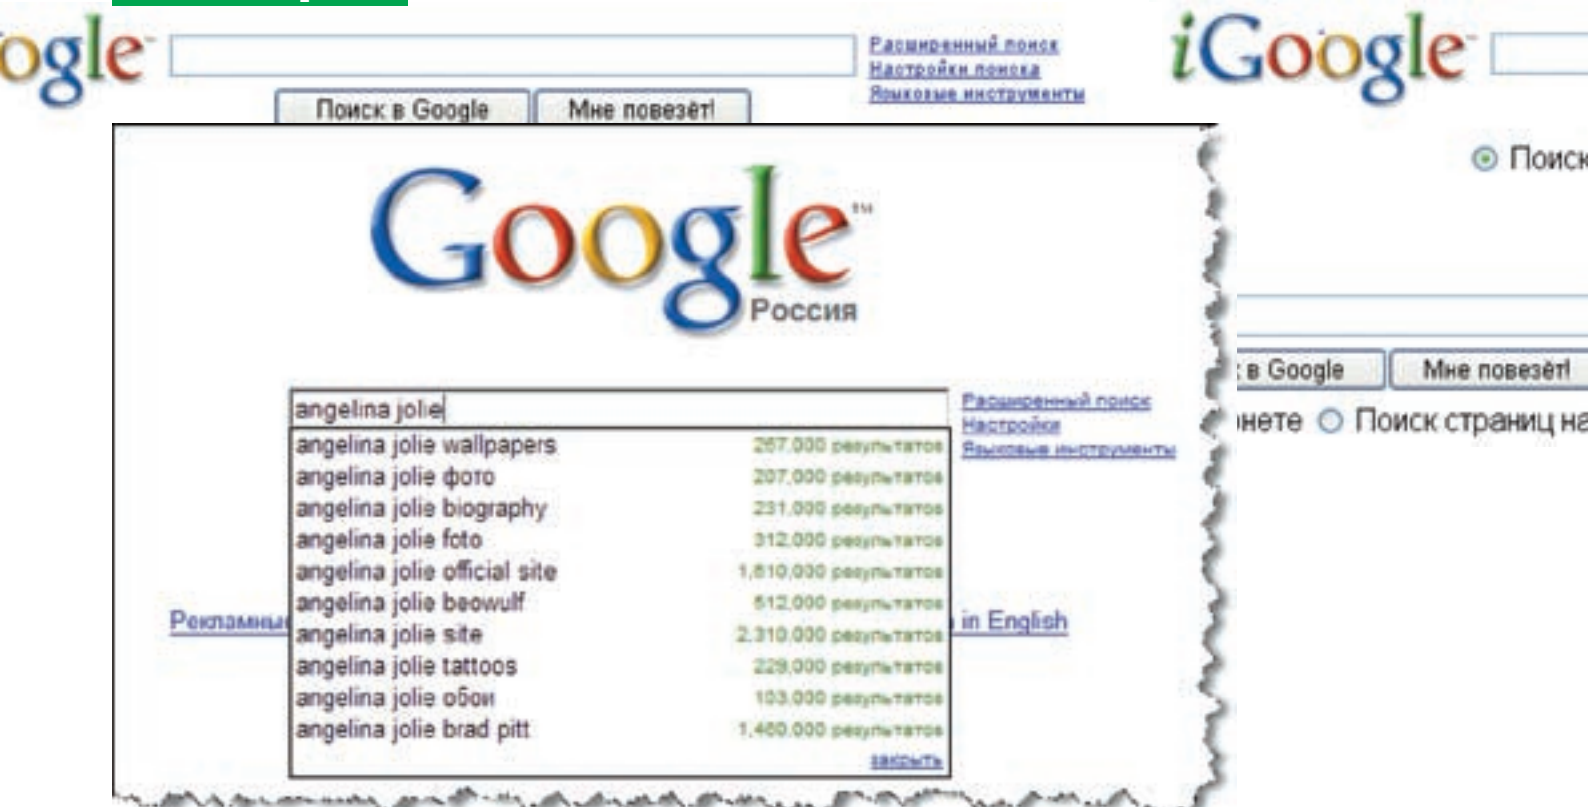 ogle
Расширенный поиск
Настройки поиска
Языковые инструменты
Поиск в Google Мне повезёт!
iGoogle
Поиск
в Google Мне повезёт!
нете Поиск страниц на
Google™
Россия
angelina jolie
Расширенный поиск
Настройки
Языковые инструменты
angelina jolie wallpapers 267,000 результатов
angelina jolie фото 207,000 результатов
angelina jolie biography 231,000 результатов
angelina jolie foto 312,000 результатов
angelina jolie official site 1,610,000 результатов
angelina jolie beowulf 512,000 результатов
angelina jolie site 2,310,000 результатов
angelina jolie tattoos 229,000 результатов
angelina jolie обои 103,000 результатов
angelina jolie brad pitt 1,460,000 результатов
закрыть
Рекламные in English